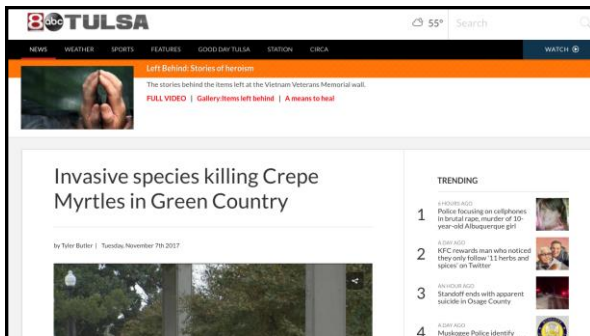 8 abc TULSA
55° Search
NEWS WEATHER SPORTS FEATURES GOOD DAY TULSA STATION CIRCA WATCH
Left Behind: Stories of heroism
The stories behind the items left at the Vietnam Veterans Memorial wall.
FULL VIDEO | Gallery:Items left behind | A means to heal
Invasive species killing Crepe
Myrtles in Green Country
by Tyler Butler | Tuesday, November 7th 2017
TRENDING
4 HOURS AGO
1 Police focusing on cellphones
in brutal rape, murder of 10-
year-old Albuquerque girl
A DAY AGO
2 KFC rewards man who noticed
they only follow '11 herbs and
spices' on Twitter
AN HOUR AGO
3 Standoff ends with apparent
suicide in Osage County
A DAY AGO
4 Muskogee Police identify